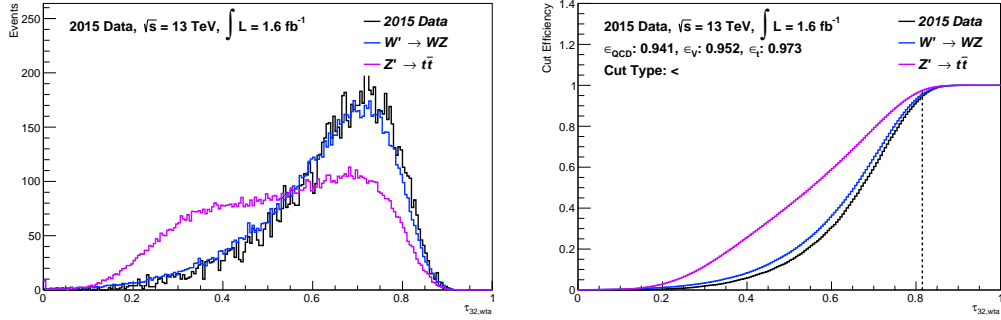 Events
2015 Data, √s = 13 TeV, ∫ L = 1.6 fb⁻¹
2015 Data
W' → WZ
Z' → tt̄
250
200
150
100
50
0
0 0.2 0.4 0.6 0.8 1
τ32,wta
Cut Efficiency
2015 Data, √s = 13 TeV, ∫ L = 1.6 fb⁻¹
∈QCD: 0.941, ∈V: 0.952, ∈t: 0.973
Cut Type: <
2015 Data
W' → WZ
Z' → tt̄
1.4
1.2
1
0.8
0.6
0.4
0.2
0
0 0.2 0.4 0.6 0.8 1
τ32,wta